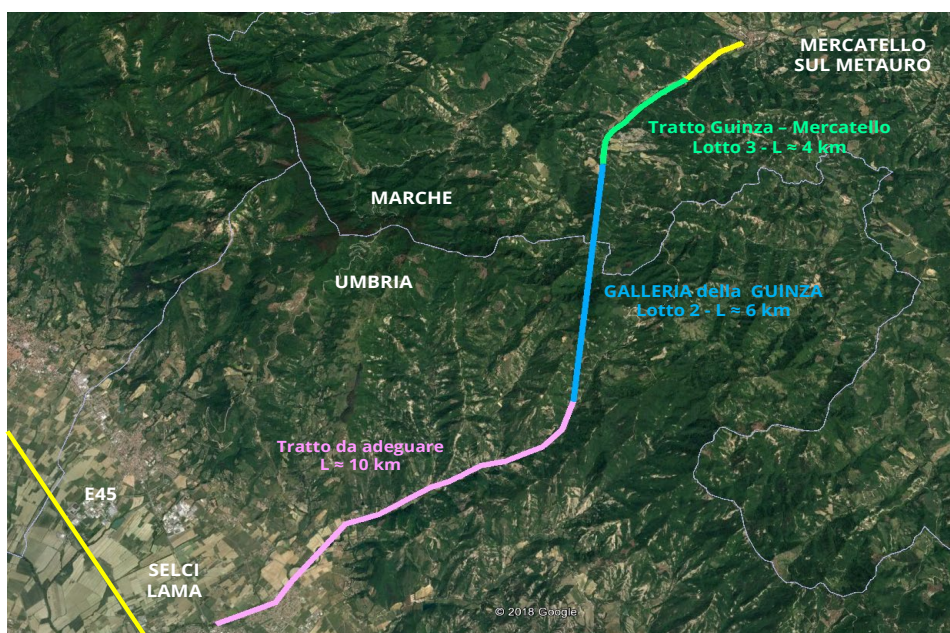 MERCATELLO
SUL METAURO
Tratto Guinza – Mercatello
Lotto 3 - L ≈ 4 km
MARCHE
UMBRIA
GALLERIA della GUINZA
Lotto 2 - L ≈ 6 km
Tratto da adeguare
L ≈ 10 km
E45
SELCI
LAMA
© 2018 Google